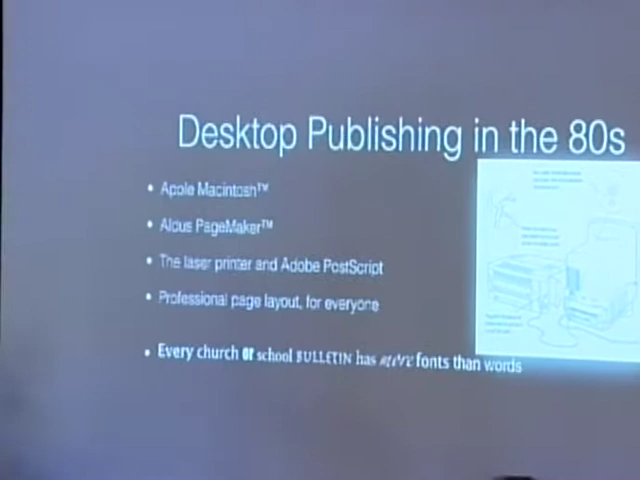 Desktop Publishing in the 80s
• Apple Macintosh™
• Aldus PageMaker™
• The laser printer and Adobe PostScript
• Professional page layout, for everyone
• Every church or school BULLETIN has more fonts than words